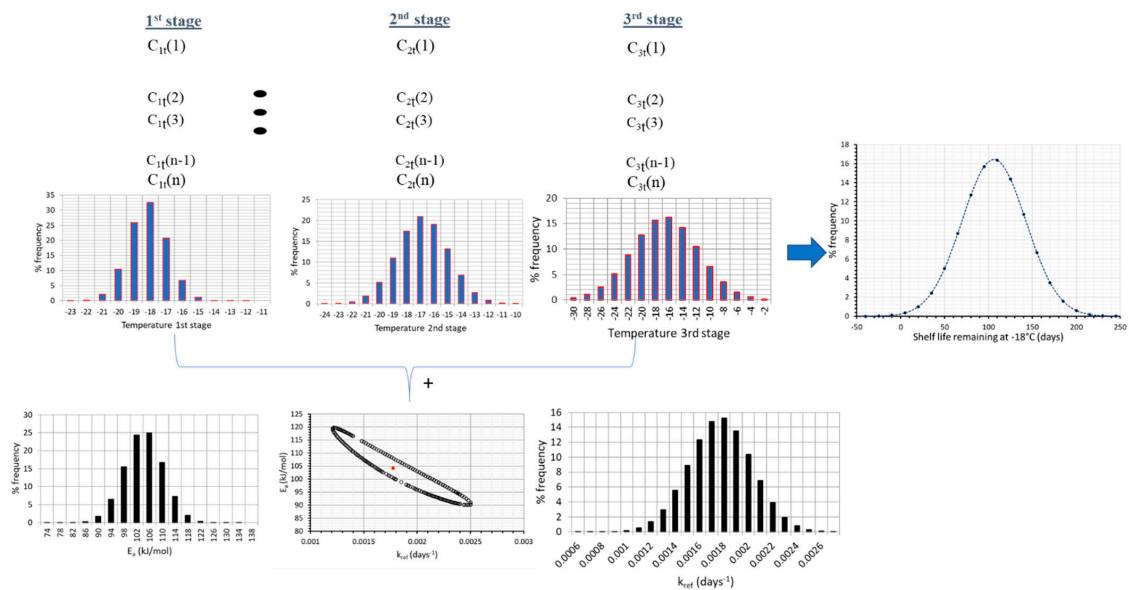 1st stage
2nd stage
3rd stage
C1t(1)
C2t(1)
C3t(1)
C1t(2)
C2t(2)
C3t(2)
C1t(3)
C2t(3)
C3t(3)
C1t(n-1)
C2t(n-1)
C3t(n-1)
C1t(n)
C2t(n)
C3t(n)
% frequency
35
30
25
20
15
10
5
0
-23 -22 -21 -20 -19 -18 -17 -16 -15 -14 -13 -12 -11
Temperature 1st stage
% frequency
25
20
15
10
5
0
-24 -23 -22 -21 -20 -19 -18 -17 -16 -15 -14 -13 -12 -11 -10
Temperature 2nd stage
% frequency
20
15
10
5
0
-30 -28 -26 -24 -22 -20 -18 -16 -14 -12 -10 -8 -6 -4 -2
Temperature 3rd stage
% frequency
18
16
14
12
10
8
6
4
2
0
-50 0 50 100 150 200 250
Shelf life remaining at -18°C (days)
+
% frequency
30
25
20
15
10
5
0
74 78 82 86 90 94 98 102 106 110 114 118 122 126 130 134 138
Ea (kJ/mol)
Ea (kJ/mol)
125
120
115
110
105
100
95
90
85
80
0.001 0.0015 0.002 0.0025 0.003
kref (days-1)
% frequency
16
14
12
10
8
6
4
2
0
0.0006 0.0008 0.001 0.0012 0.0014 0.0016 0.0018 0.002 0.0022 0.0024 0.0026
kref (days-1)